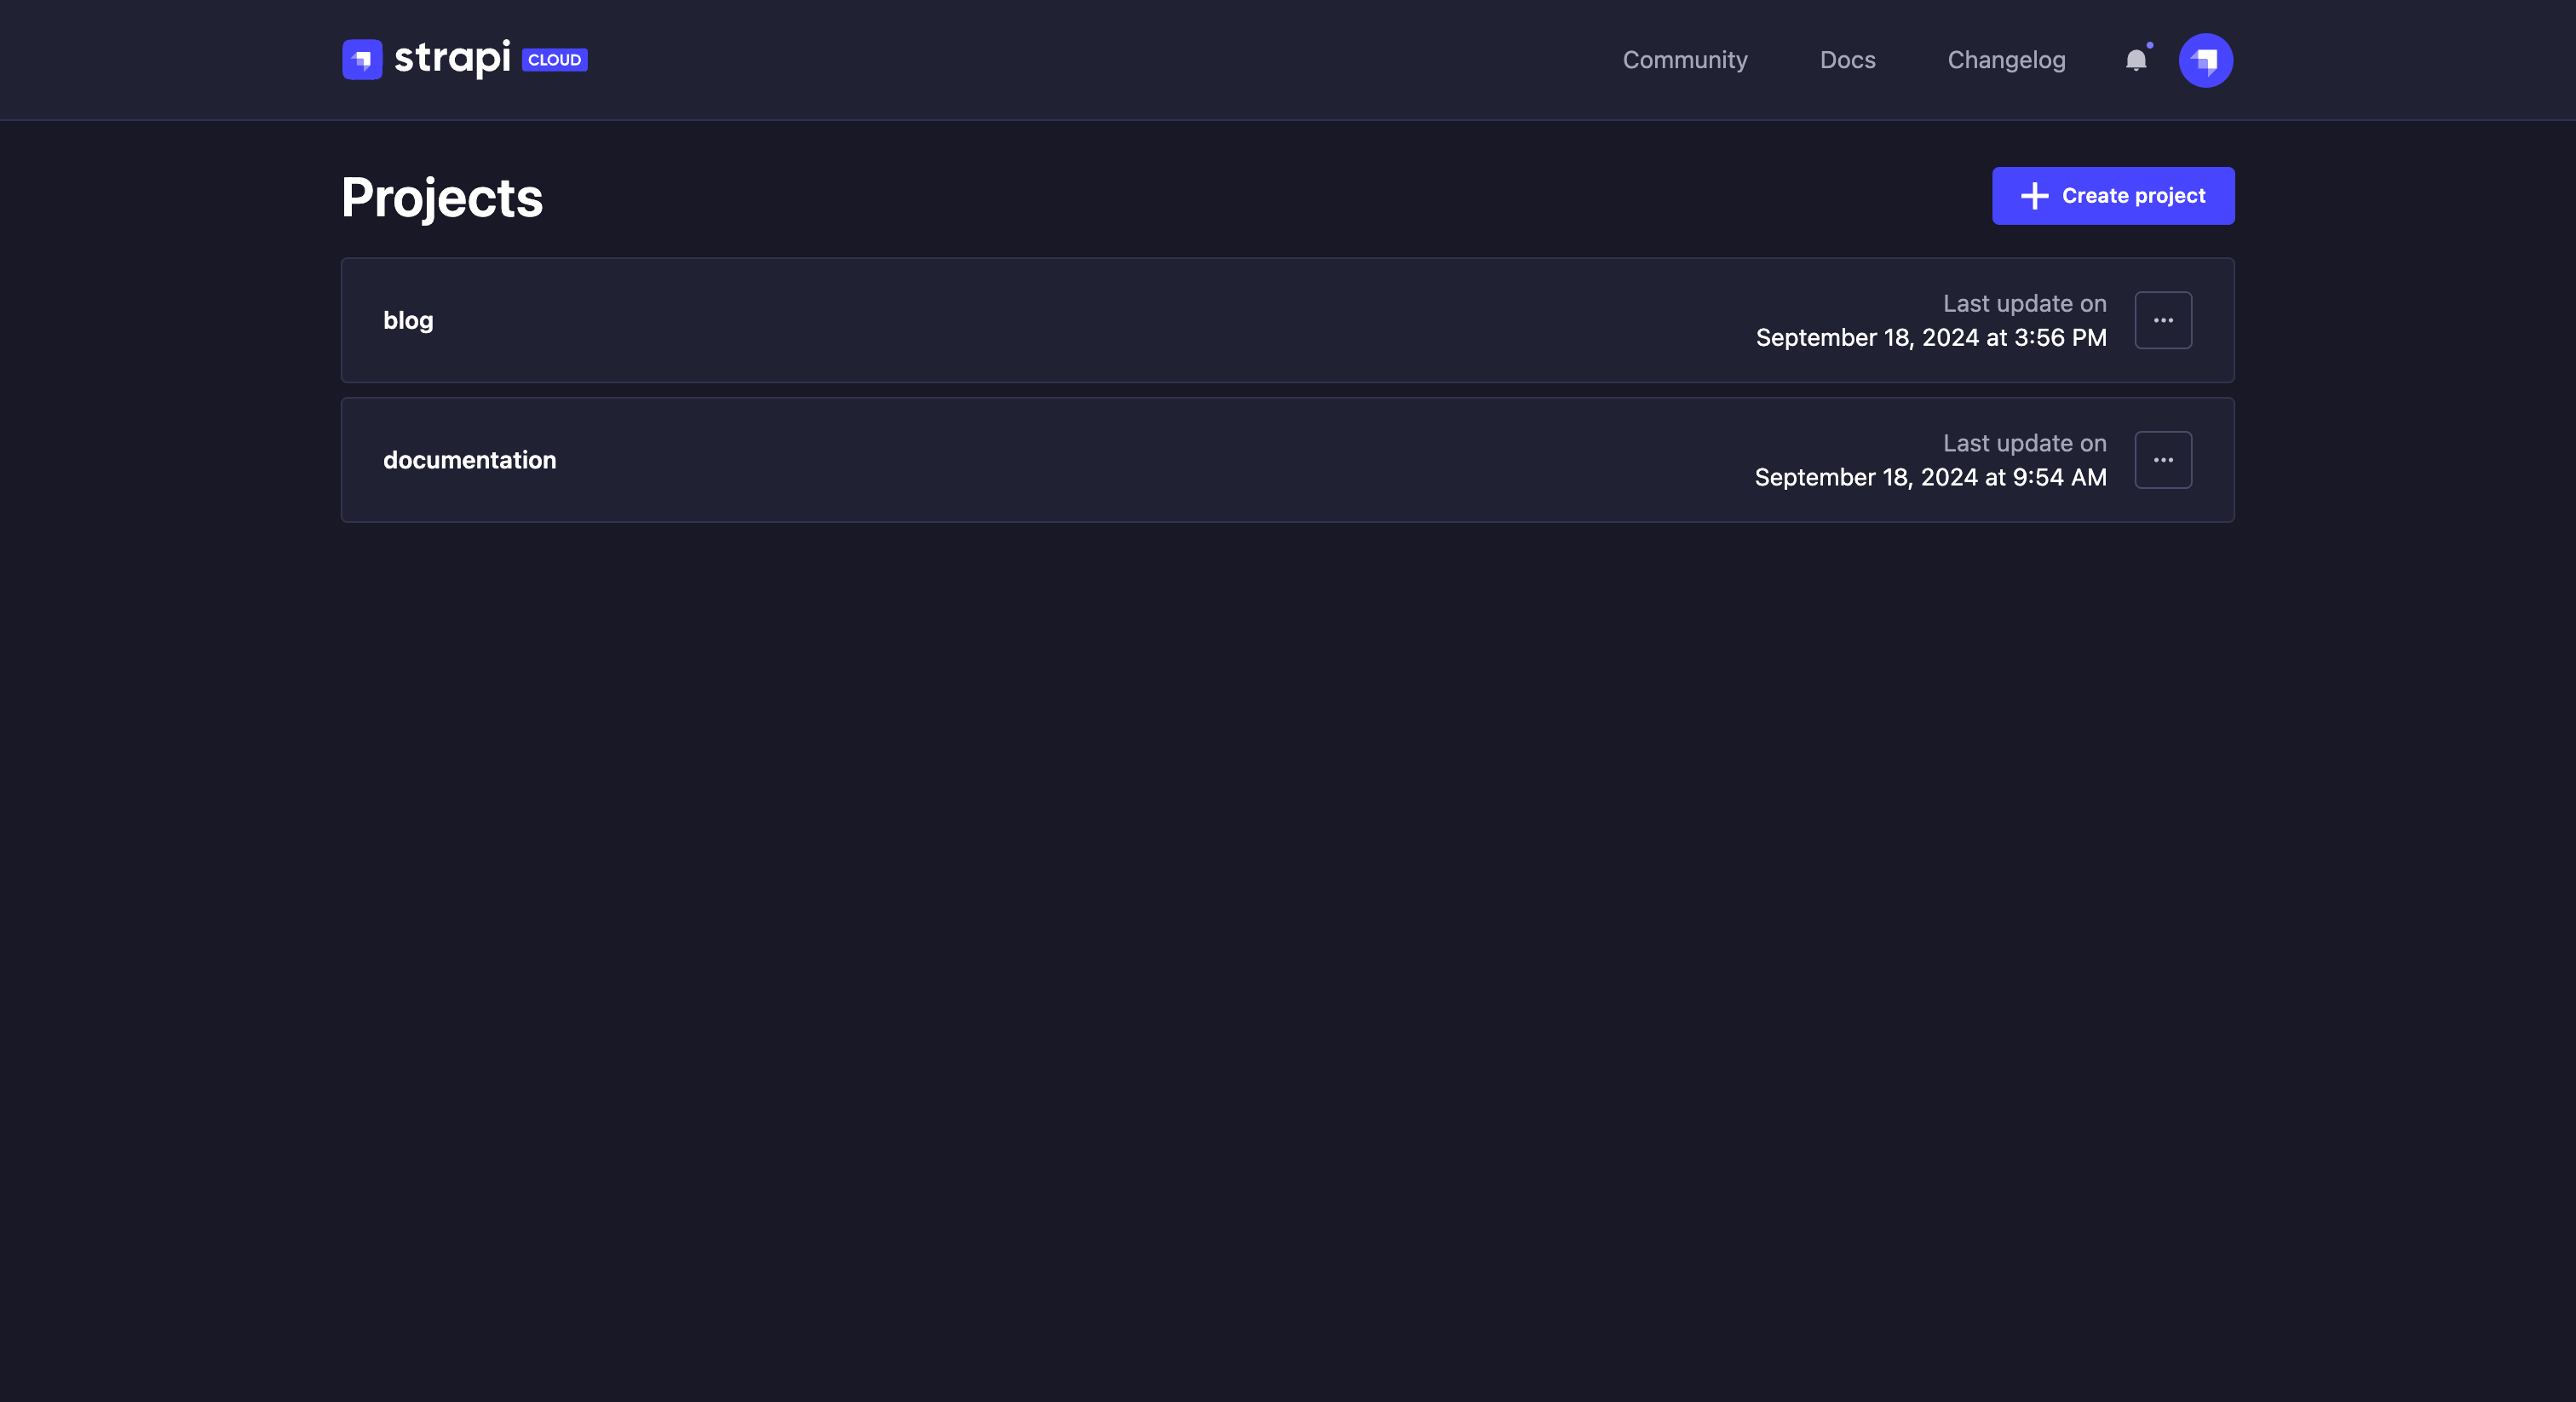 strapi CLOUD
Community
Docs
Changelog
Projects
Create project
blog
Last update on
September 18, 2024 at 3:56 PM
documentation
Last update on
September 18, 2024 at 9:54 AM